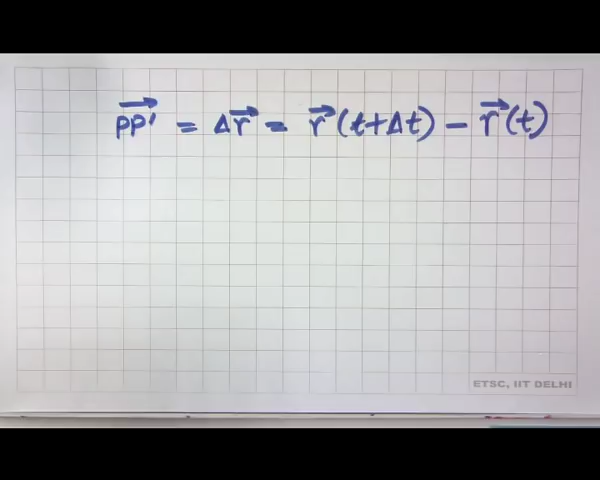 PP' = Δr⃗ = r⃗(t+Δt) − r⃗(t)
ETSC, IIT DELHI